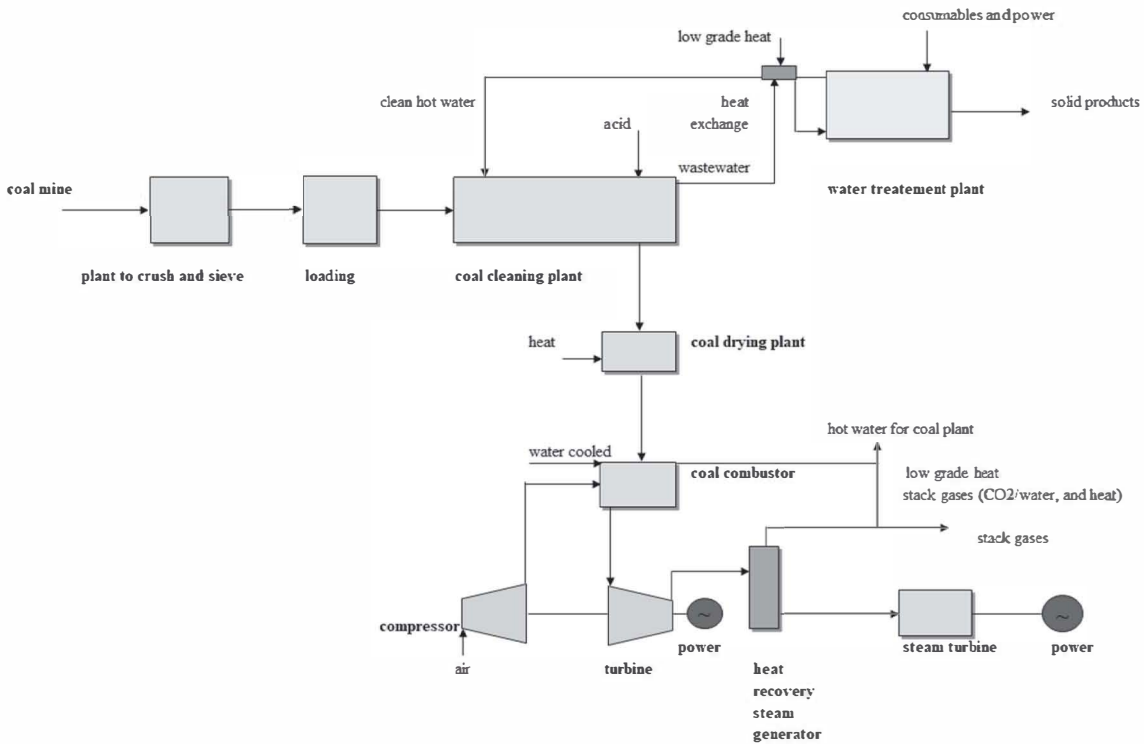 consumables and power
low grade heat
clean hot water
heat
exchange
solid products
acid
wastewater
coal mine
water treatement plant
plant to crush and sieve
loading
coal cleaning plant
heat
coal drying plant
hot water for coal plant
water cooled
coal combustor
low grade heat
stack gases (CO2/water, and heat)
stack gases
compressor
~
~
air
turbine
power
steam turbine
power
heat
recovery
steam
generator